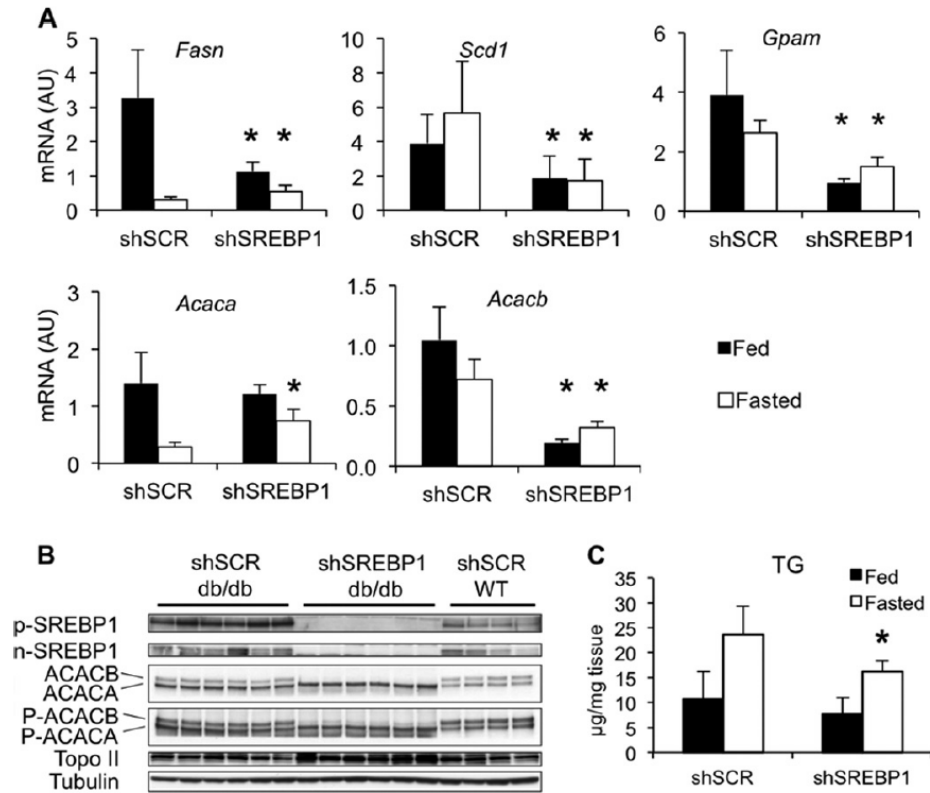 A
Fasn
mRNA (AU)
5
4
3
2
1
0
* *
shSCR shSREBP1
Scd1
10
8
6
4
2
0
* *
shSCR shSREBP1
Gpam
6
4
2
0
* *
shSCR shSREBP1
Acaca
mRNA (AU)
3
2
1
0
*
shSCR shSREBP1
Acacb
1.5
1.0
0.5
0.0
* *
shSCR shSREBP1
Fed
Fasted
B
shSCR shSREBP1 shSCR
db/db db/db WT
p-SREBP1
n-SREBP1
ACACB
ACACA
P-ACACB
P-ACACA
Topo II
Tubulin
C
TG
Fed
Fasted
µg/mg tissue
35
30
25
20
15
10
5
0
*
shSCR shSREBP1